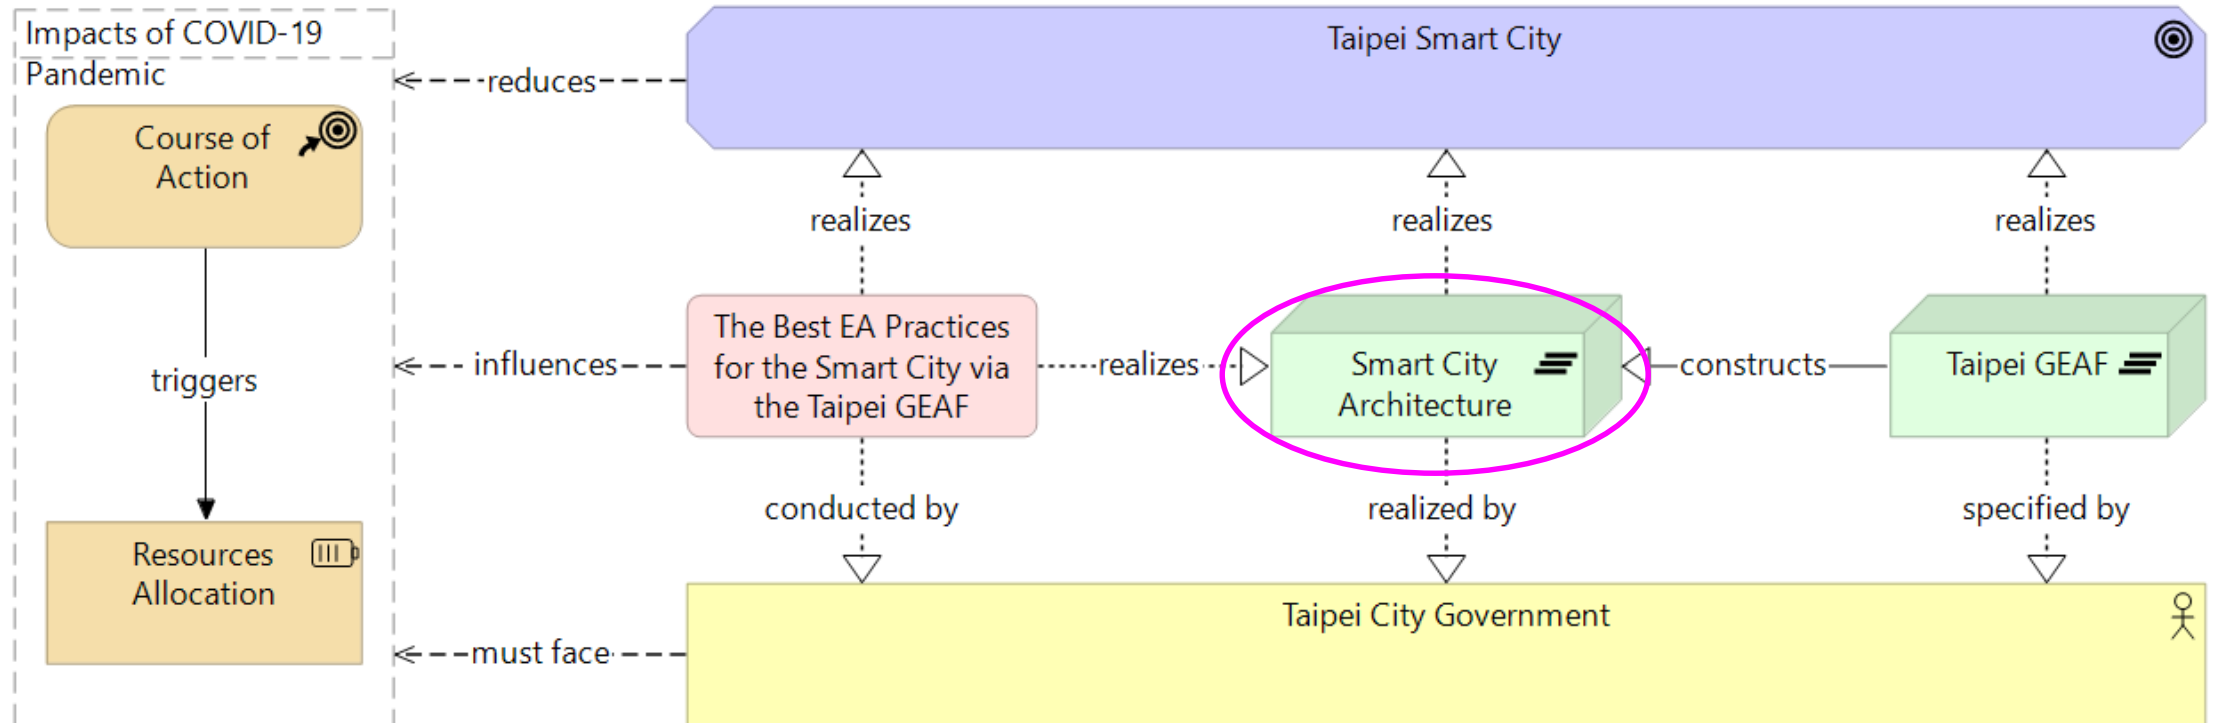 Impacts of COVID-19
Pandemic
Course of
Action
triggers
Resources
Allocation
reduces
influences
must face
Taipei Smart City
realizes
realizes
realizes
The Best EA Practices
for the Smart City via
the Taipei GEAF
realizes
Smart City
Architecture
constructs
Taipei GEAF
conducted by
realized by
specified by
Taipei City Government